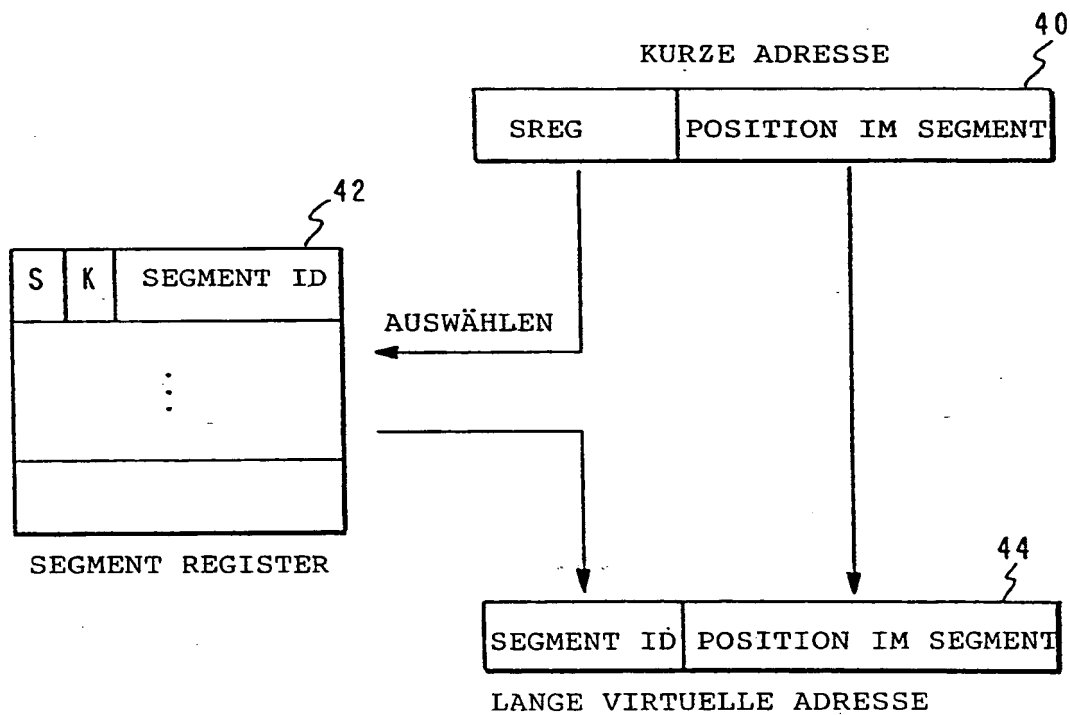 40
KURZE ADRESSE
SREG POSITION IM SEGMENT
42
S K SEGMENT ID
AUSWÄHLEN
SEGMENT REGISTER
44
SEGMENT ID POSITION IM SEGMENT
LANGE VIRTUELLE ADRESSE